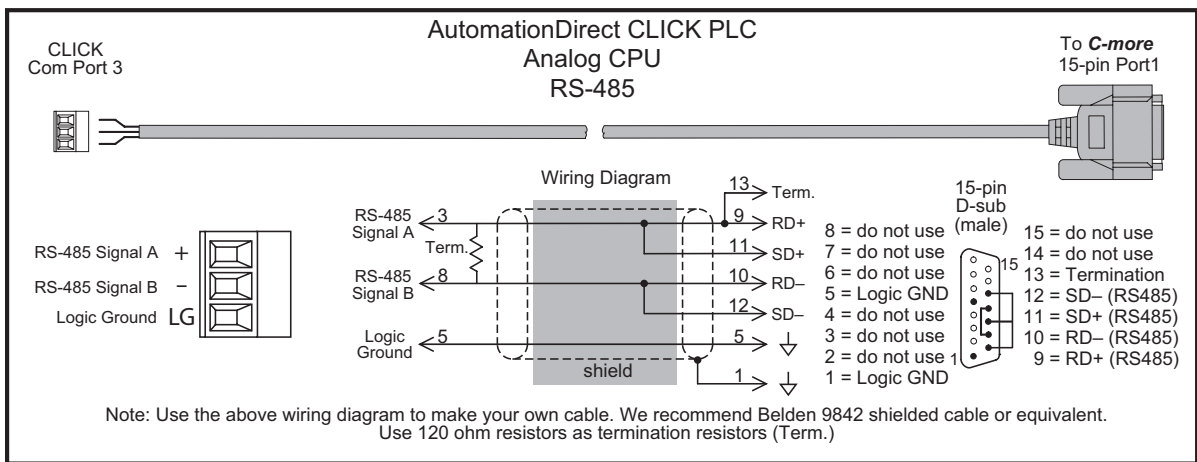 AutomationDirect CLICK PLC
Analog CPU
RS-485
CLICK
Com Port 3
To C-more
15-pin Port1
Wiring Diagram
RS-485 Signal A +
RS-485 Signal B –
Logic Ground LG
RS-485
Signal A
3
Term.
RS-485
Signal B
8
Logic
Ground
5
shield
13
Term.
9
RD+
11
SD+
10
RD–
12
SD–
5
1
8 = do not use
7 = do not use
6 = do not use
5 = Logic GND
4 = do not use
3 = do not use
2 = do not use
1 = Logic GND
15-pin
D-sub
(male)
15
1
15 = do not use
14 = do not use
13 = Termination
12 = SD– (RS485)
11 = SD+ (RS485)
10 = RD– (RS485)
9 = RD+ (RS485)
Note: Use the above wiring diagram to make your own cable. We recommend Belden 9842 shielded cable or equivalent.
Use 120 ohm resistors as termination resistors (Term.)